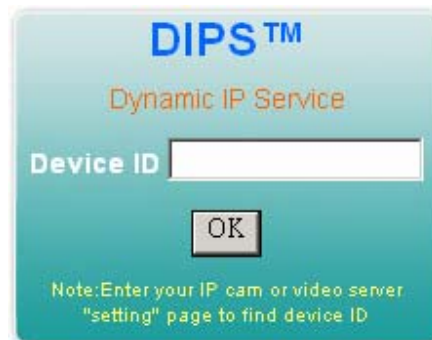 DIPS™
Dynamic IP Service
Device ID
OK
Note:Enter your IP cam or video server
"setting" page to find device ID